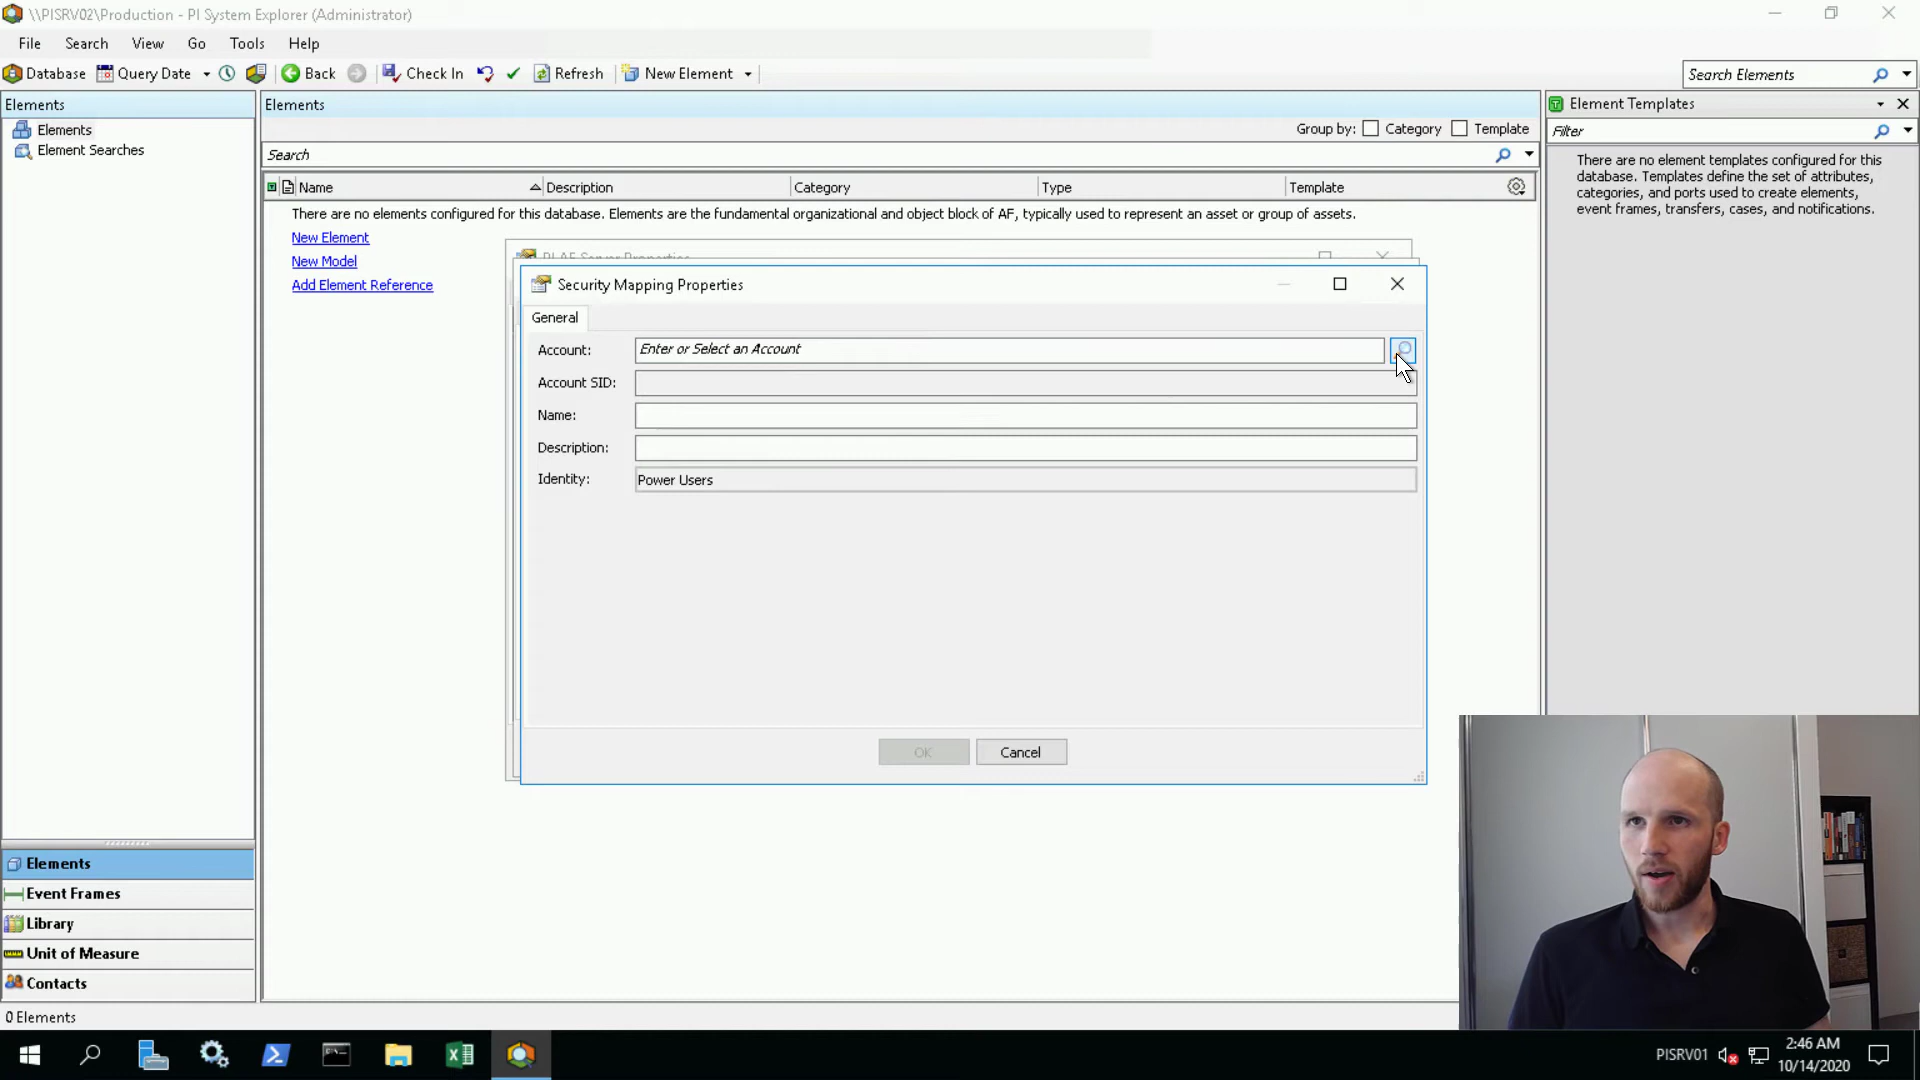 \\PISRV02\Production - PI System Explorer (Administrator)
File Search View Go Tools Help
Database Query Date Back Check In Refresh New Element
Search Elements
Elements
Elements
Element Searches
Elements
Group by: Category Template
Search
Name Description Category Type Template
There are no elements configured for this database. Elements are the fundamental organizational and object block of AF, typically used to represent an asset or group of assets.
New Element
New Model
Add Element Reference
PI AF Server Properties
Security Mapping Properties
General
Account: Enter or Select an Account
Account SID:
Name:
Description:
Identity: Power Users
OK Cancel
Element Templates
Filter
There are no element templates configured for this
database. Templates define the set of attributes,
categories, and ports used to create elements,
event frames, transfers, cases, and notifications.
Elements
Event Frames
Library
Unit of Measure
Contacts
0 Elements
PISRV01
2:46 AM
10/14/2020